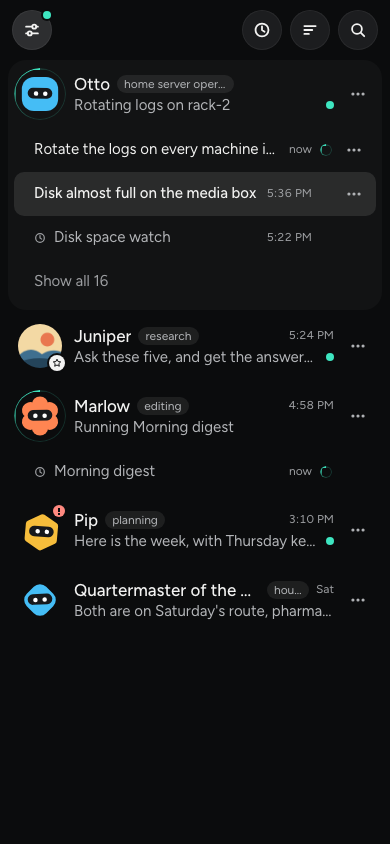 Otto home server oper...
Rotating logs on rack-2
Rotate the logs on every machine i... now
Disk almost full on the media box 5:36 PM
Disk space watch 5:22 PM
Show all 16
Juniper research 5:24 PM
Ask these five, and get the answer...
Marlow editing 4:58 PM
Running Morning digest
Morning digest now
Pip planning 3:10 PM
Here is the week, with Thursday ke...
Quartermaster of the ... hou... Sat
Both are on Saturday's route, pharma...